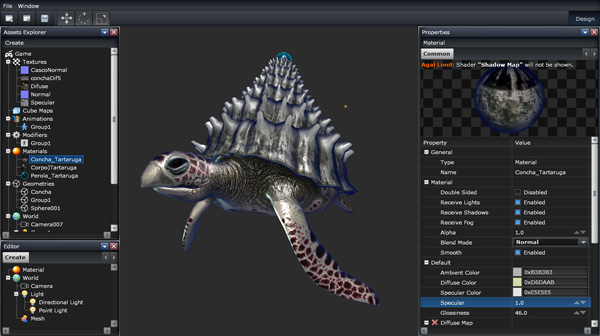 File Window
Design
Assets Explorer
Create
Game
Textures
CascoNormal
conchaDif5
Difuse
Normal
Specular
Cube Maps
Animations
Group1
Modifiers
Group1
Materials
Concha_Tartaruga
Corpo)Tartaruga
Perola_Tartaruga
Geometries
Concha
Group1
Sphere001
World
Camera007
Editor
Create
Material
World
Camera
Light
Directional Light
Point Light
Mesh
Properties
Material
Common
Agal Limit: Shader "Shadow Map" will not be shown.
Property Value
General
Type Material
Name Concha_Tartaruga
Material
Double Sided Disabled
Receive Lights Enabled
Receive Shadows Enabled
Receive Fog Enabled
Alpha 1.0
Blend Mode Normal
Smooth Enabled
Default
Ambient Color 0xB3B3B3
Diffuse Color 0xD6DAAB
Specular Color 0xE5E5E5
Specular 1.0
Glossiness 46.0
Diffuse Map